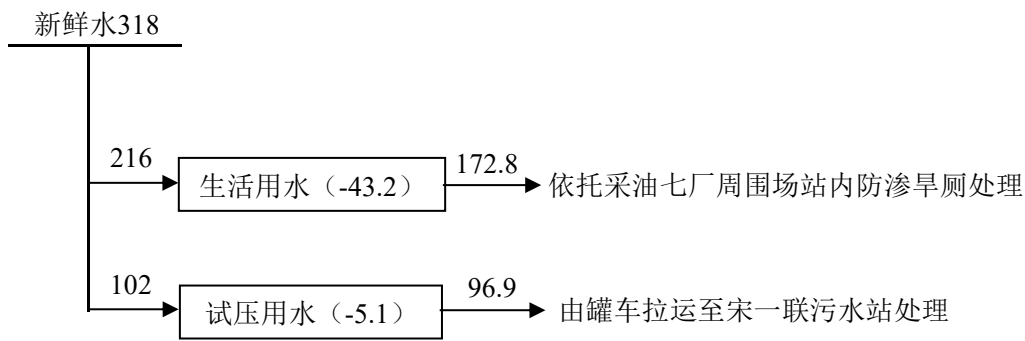 新鲜水318
216
生活用水（-43.2）
172.8
依托采油七厂周围场站内防渗旱厕处理
102
试压用水（-5.1）
96.9
由罐车拉运至宋一联污水站处理